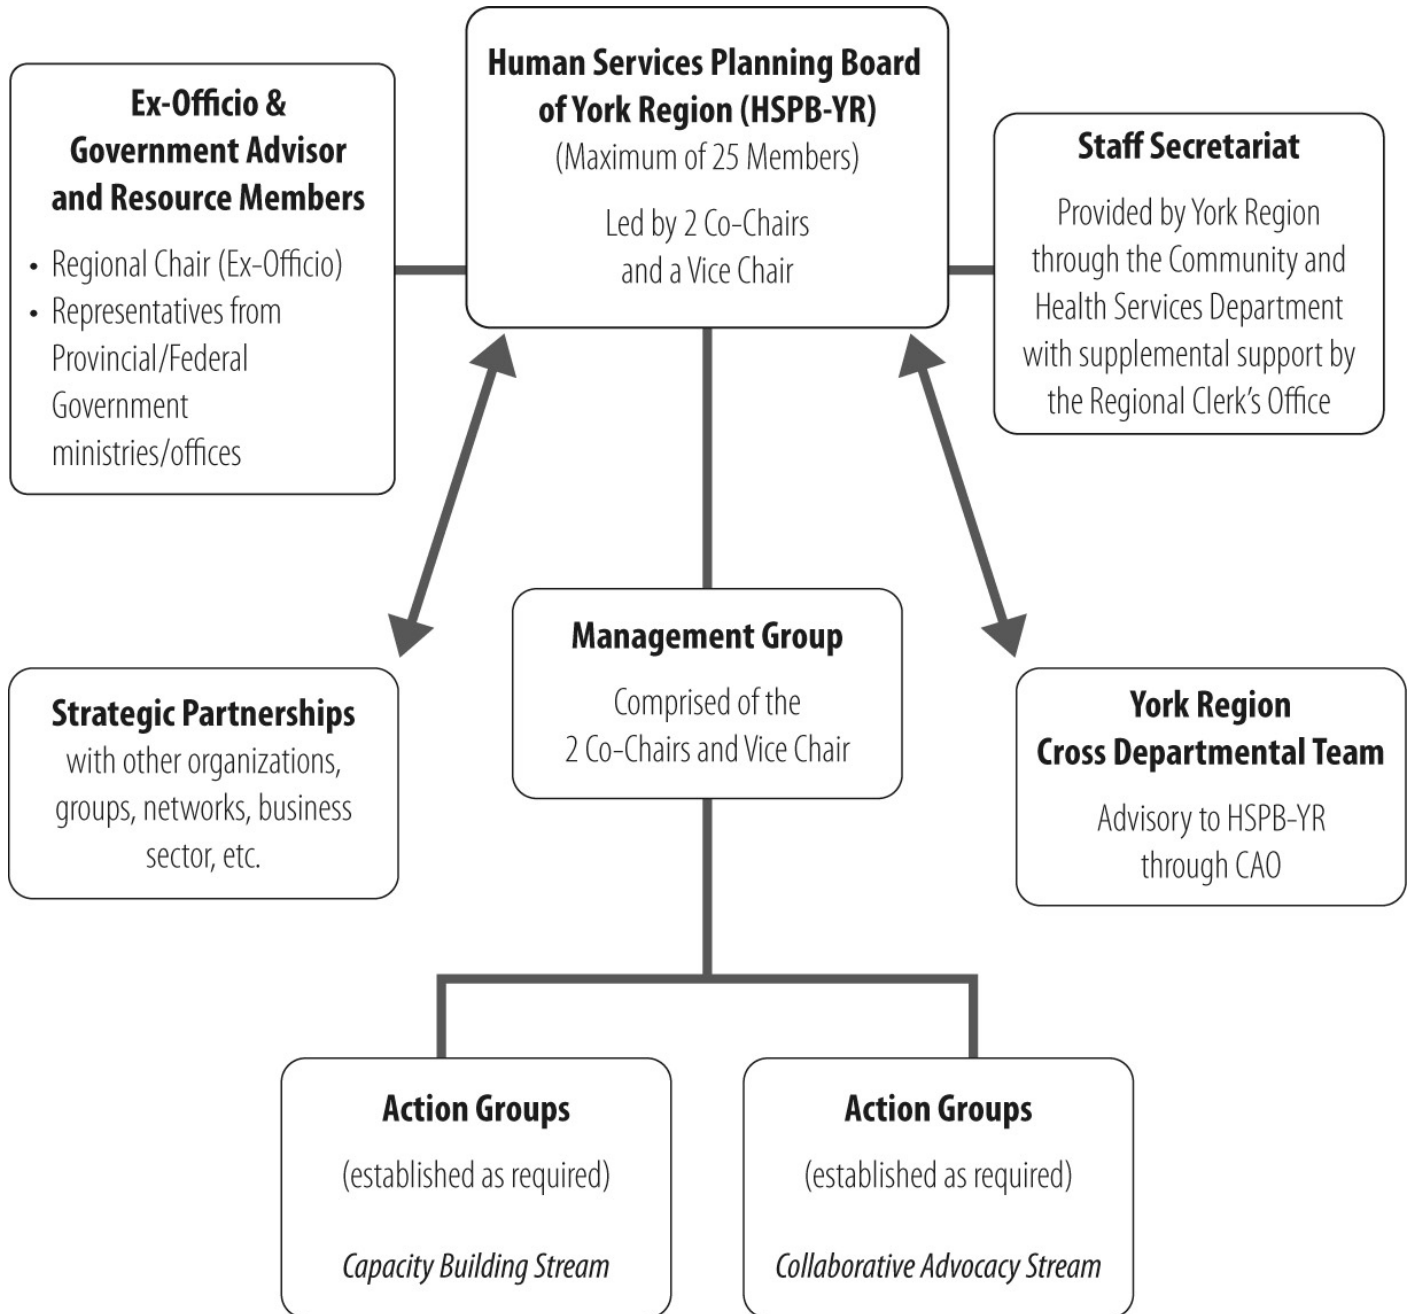 Human Services Planning Board
of York Region (HSPB-YR)
(Maximum of 25 Members)
Led by 2 Co-Chairs
and a Vice Chair
Ex-Officio &
Government Advisor
and Resource Members
• Regional Chair (Ex-Officio)
• Representatives from
Provincial/Federal
Government
ministries/offices
Staff Secretariat
Provided by York Region
through the Community and
Health Services Department
with supplemental support by
the Regional Clerk's Office
Management Group
Comprised of the
2 Co-Chairs and Vice Chair
Strategic Partnerships
with other organizations,
groups, networks, business
sector, etc.
York Region
Cross Departmental Team
Advisory to HSPB-YR
through CAO
Action Groups
(established as required)
Capacity Building Stream
Action Groups
(established as required)
Collaborative Advocacy Stream